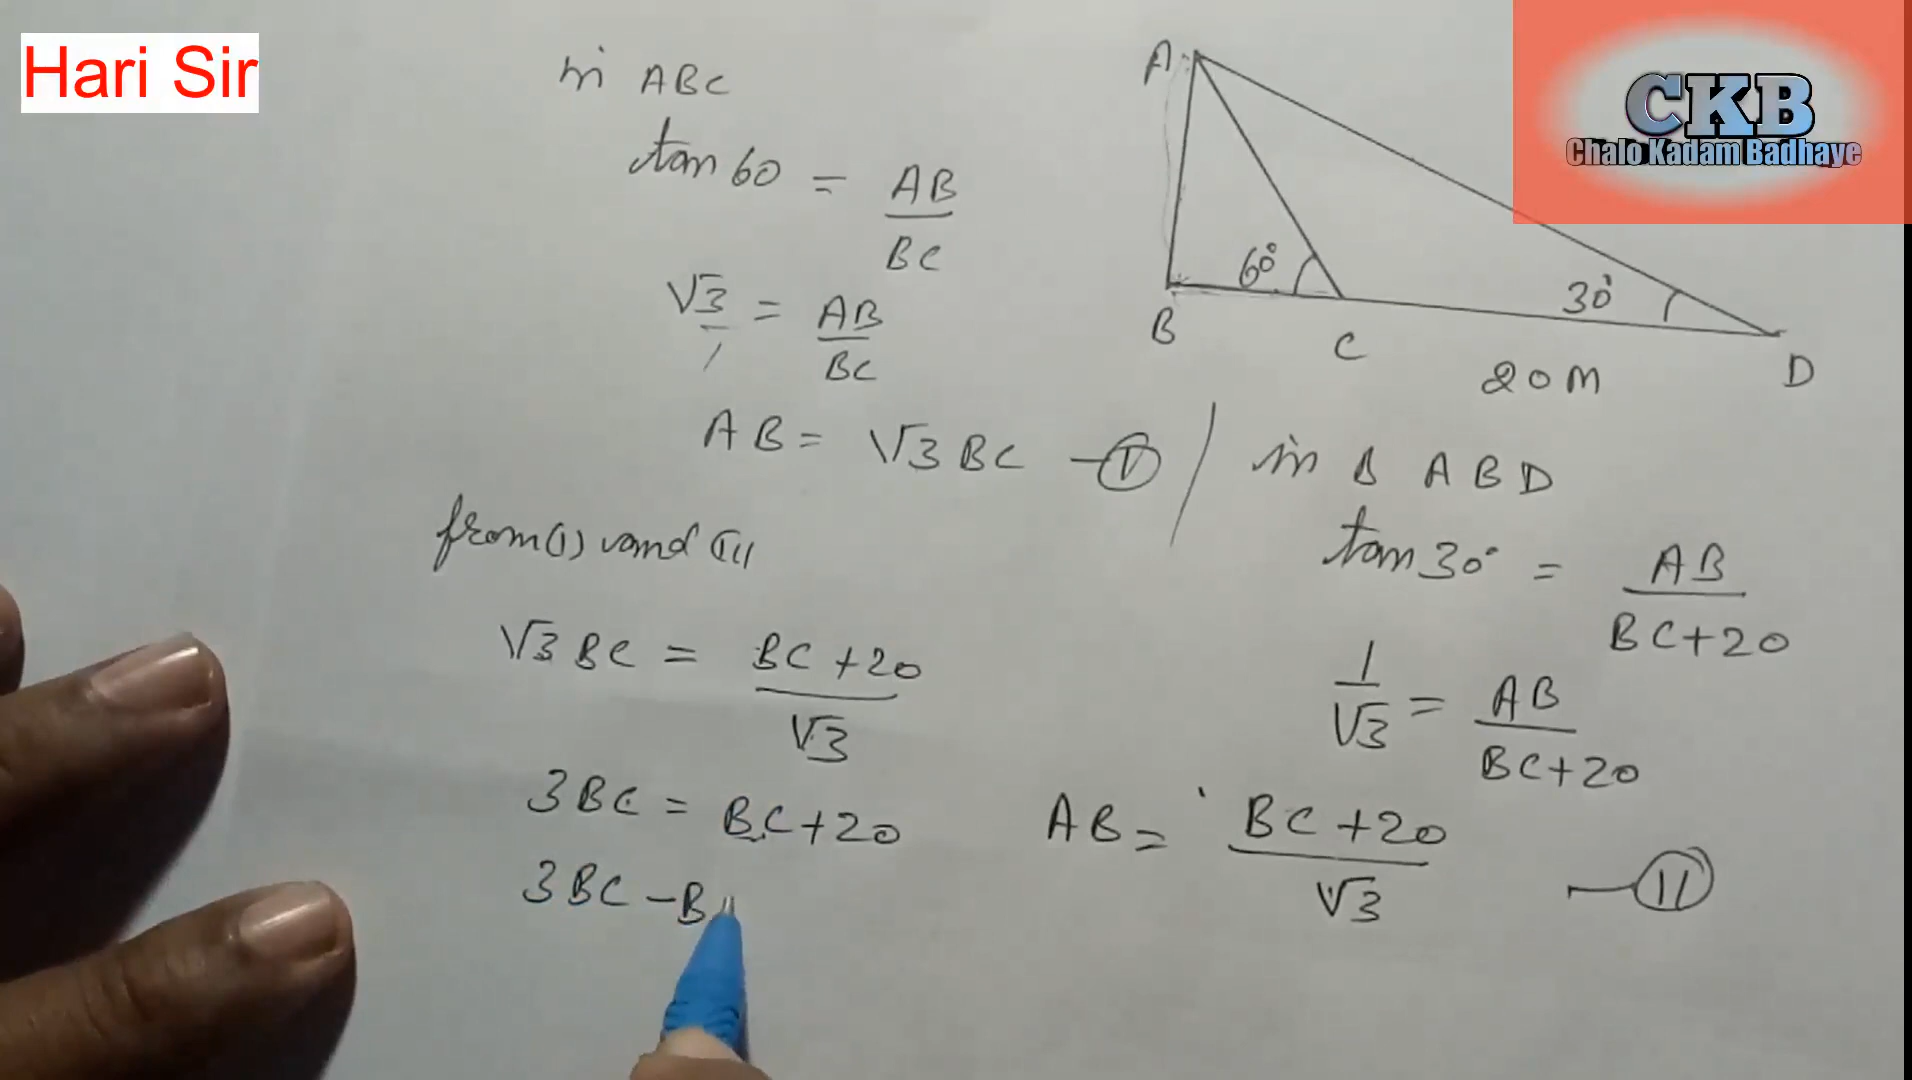 Hari Sir
CKB
Chalo Kadam Badhaye
in ABC
tan 60 = AB/BC
√3/1 = AB/BC
AB = √3 BC - I
A
B
C
D
60°
30°
20 M
in Δ ABD
tan 30° = AB/BC+20
1/√3 = AB/BC+20
AB = BC+20/√3 - II
from (I) and (II
√3 BC = BC+20/√3
3BC = BC+20
3BC - B